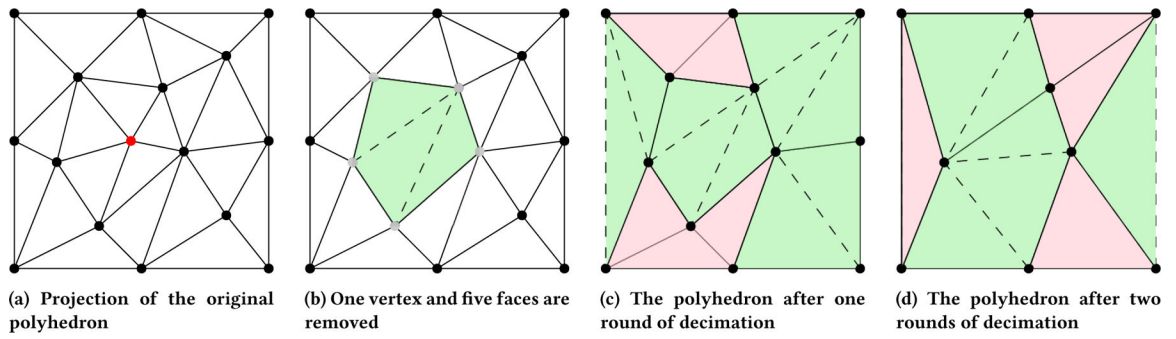 (a) Projection of the original
polyhedron
(b) One vertex and five faces are
removed
(c) The polyhedron after one
round of decimation
(d) The polyhedron after two
rounds of decimation